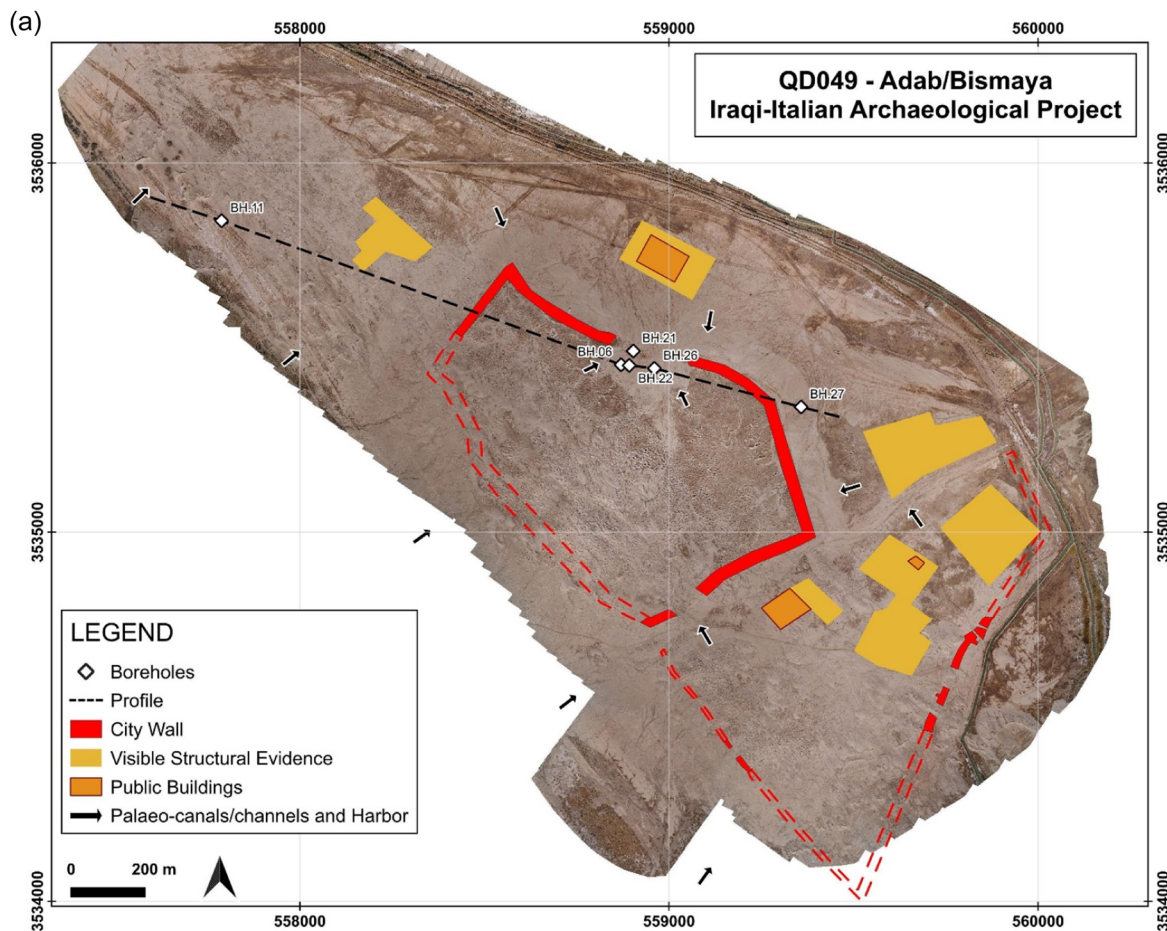 (a)
558000
559000
560000
QD049 - Adab/Bismaya
Iraqi-Italian Archaeological Project
3536000
3536000
BH.11
BH.21
BH.06
BH.26
BH.22
BH.27
3535000
3535000
LEGEND
Boreholes
Profile
City Wall
Visible Structural Evidence
Public Buildings
Palaeo-canals/channels and Harbor
0
200 m
3534000
3534000
558000
559000
560000